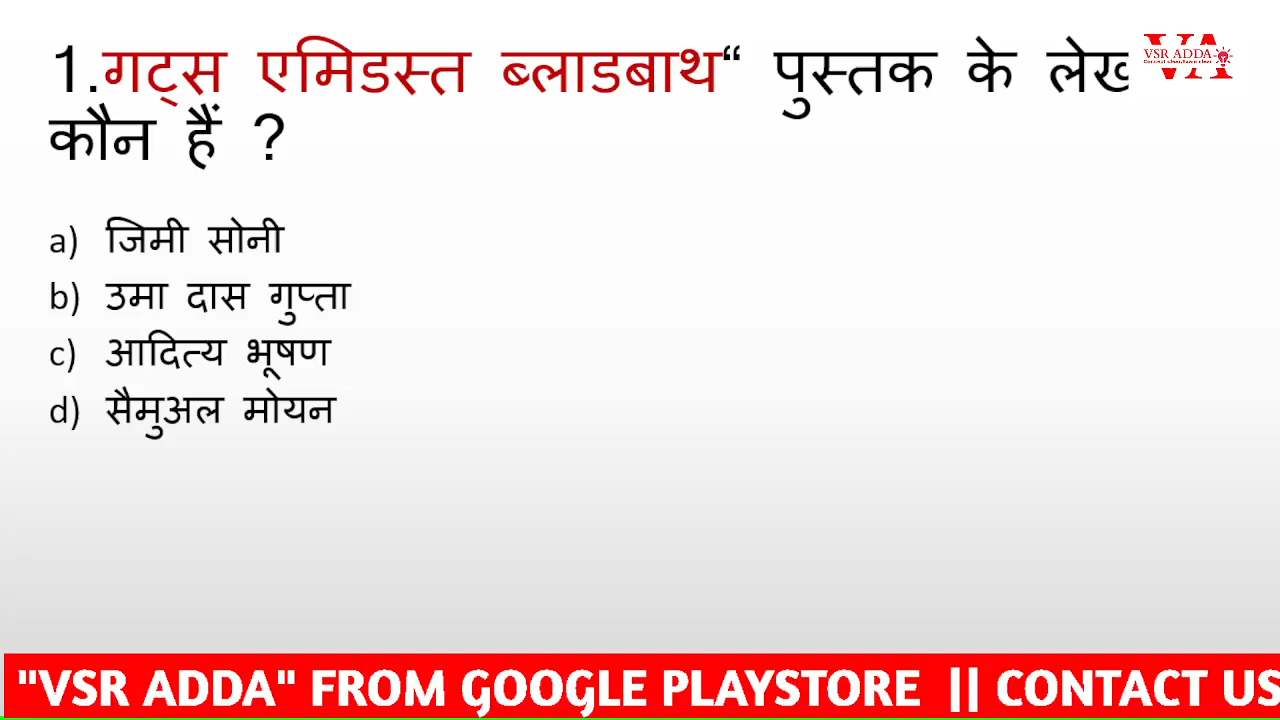 1.गट्स एमिडस्त ब्लाडबाथ“ पुस्तक के लेख
कौन हैं ?
a) जिमी सोनी
b) उमा दास गुप्ता
c) आदित्य भूषण
d) सैमुअल मोयन
VSR ADDA
"VSR ADDA" FROM GOOGLE PLAYSTORE || CONTACT US